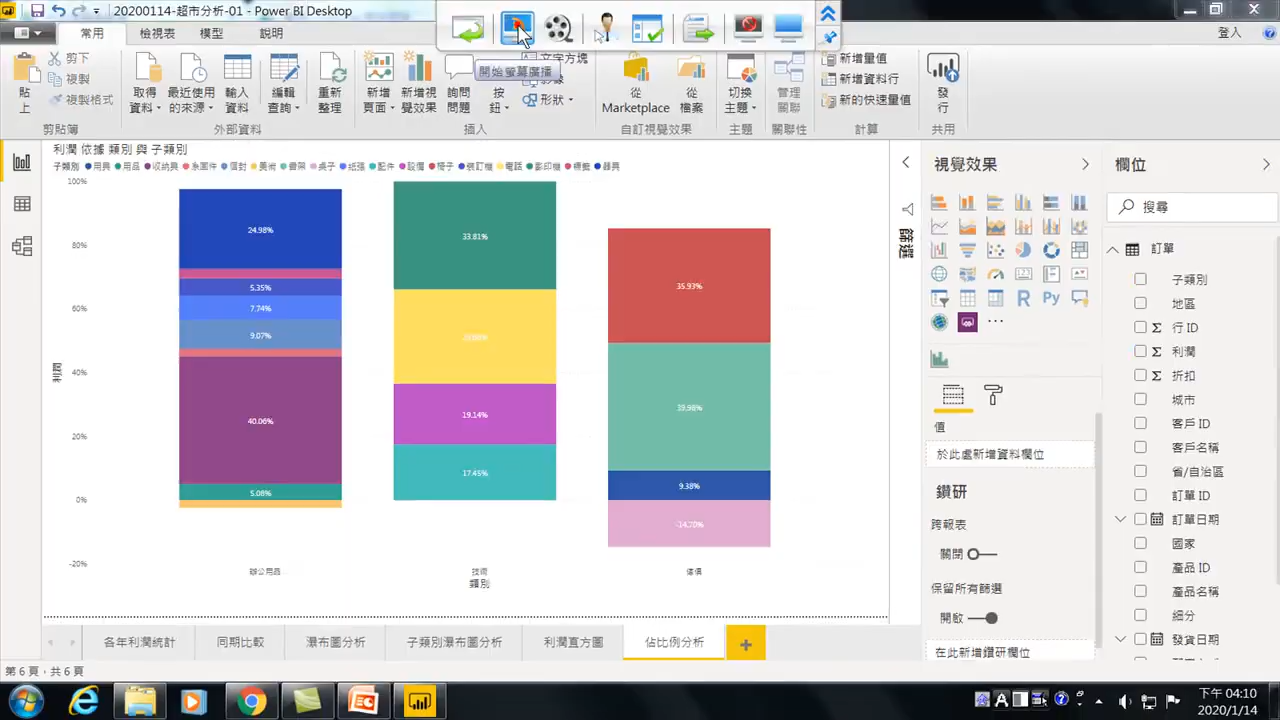 20200114-超市分析-01 - Power BI Desktop
常用 檢視表 模型 說明
登入
開始螢幕廣播
貼上
剪下
複製
複製格式
剪貼簿
取得資料
最近使用的來源
輸入資料
編輯查詢
重新整理
外部資料
新增頁面
新增視覺效果
詢問問題
按鈕
文字方塊
形狀
插入
從 Marketplace
從檔案
自訂視覺效果
切換主題
主題
管理關聯
關聯性
新增量值
新增資料行
新的快速量值
計算
發行
共用
利潤 依據 類別 與 子類別
子類別 用具 用品 收納具 信封 美術 書架 桌子 紙張 配件 設備 椅子 裝訂機 電話 影印機 標籤 器具
100%
80%
60%
40%
20%
0%
-20%
利潤
24.98%
5.35%
7.74%
9.07%
40.06%
5.08%
33.81%
19.14%
17.45%
35.93%
39.98%
9.38%
-14.70%
辦公用品
技術
傢俱
類別
篩選
視覺效果
R Py
值
於此處新增資料欄位
鑽研
跨報表
關閉
保留所有篩選
開啟
在此新增鑽研欄位
欄位
搜尋
訂單
子類別
地區
行 ID
利潤
折扣
城市
客戶 ID
客戶名稱
省/自治區
訂單 ID
訂單日期
國家
產品 ID
產品名稱
細分
發貨日期
各年利潤統計 同期比較 瀑布圖分析 子類別瀑布圖分析 利潤直方圖 佔比例分析
第 6 頁，共 6 頁
下午 04:10
2020/1/14